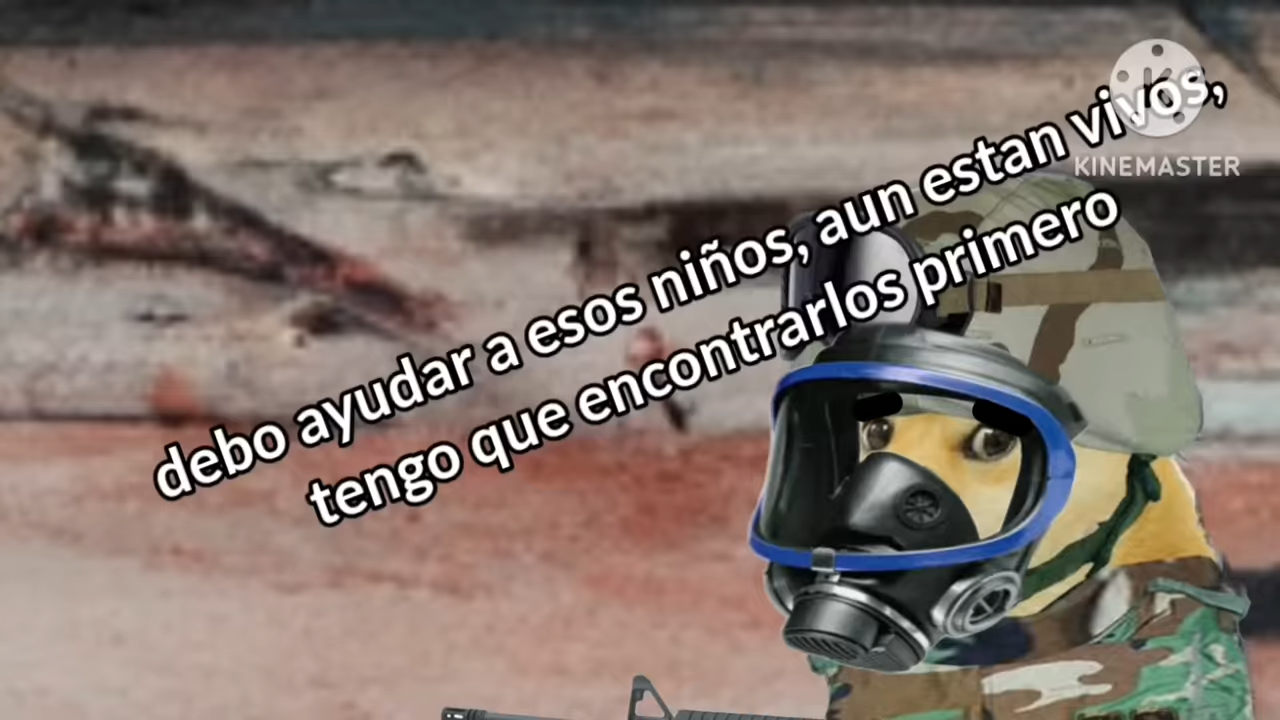 debo ayudar a esos niños, aun estan vivos,
tengo que encontrarlos primero
KINEMASTER